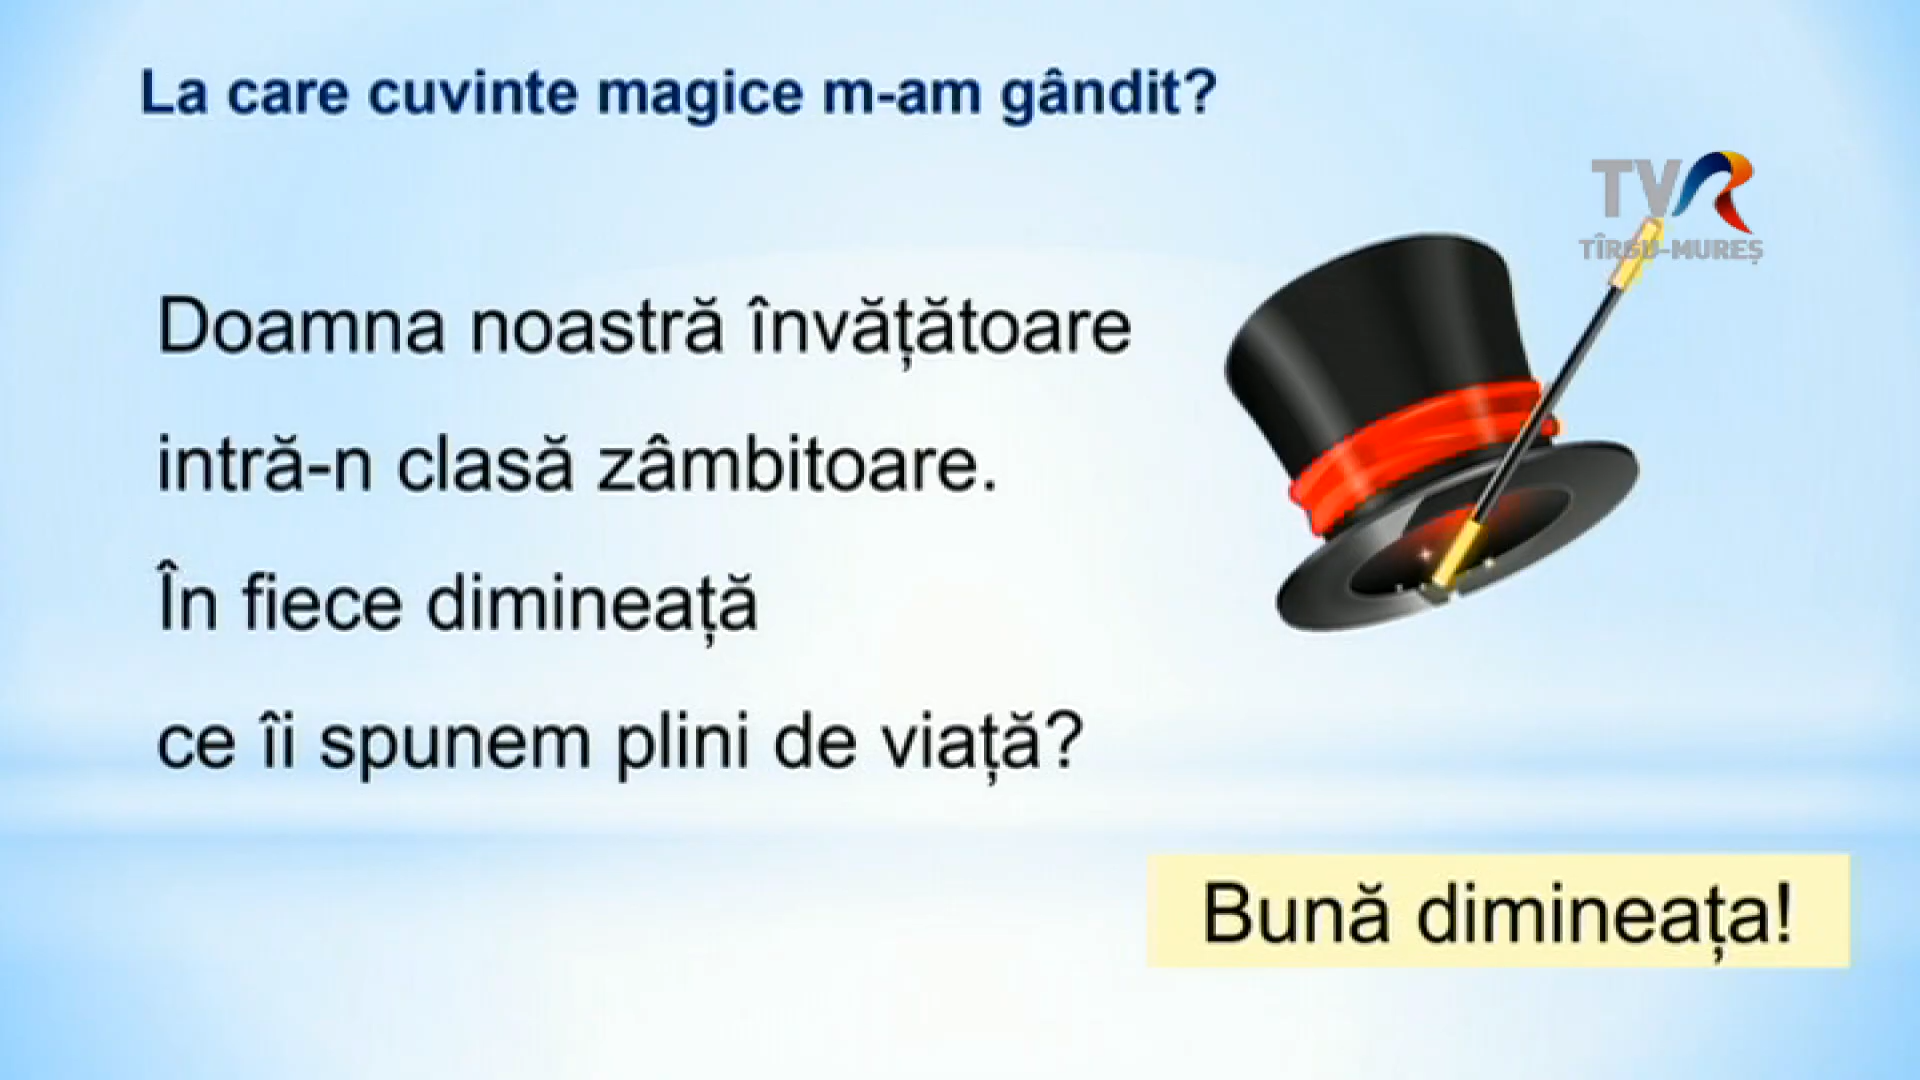 La care cuvinte magice m-am gândit?
TVR
TÎRGU-MUREȘ
Doamna noastră învățătoare
intră-n clasă zâmbitoare.
În fiece dimineață
ce îi spunem plini de viață?
Bună dimineața!